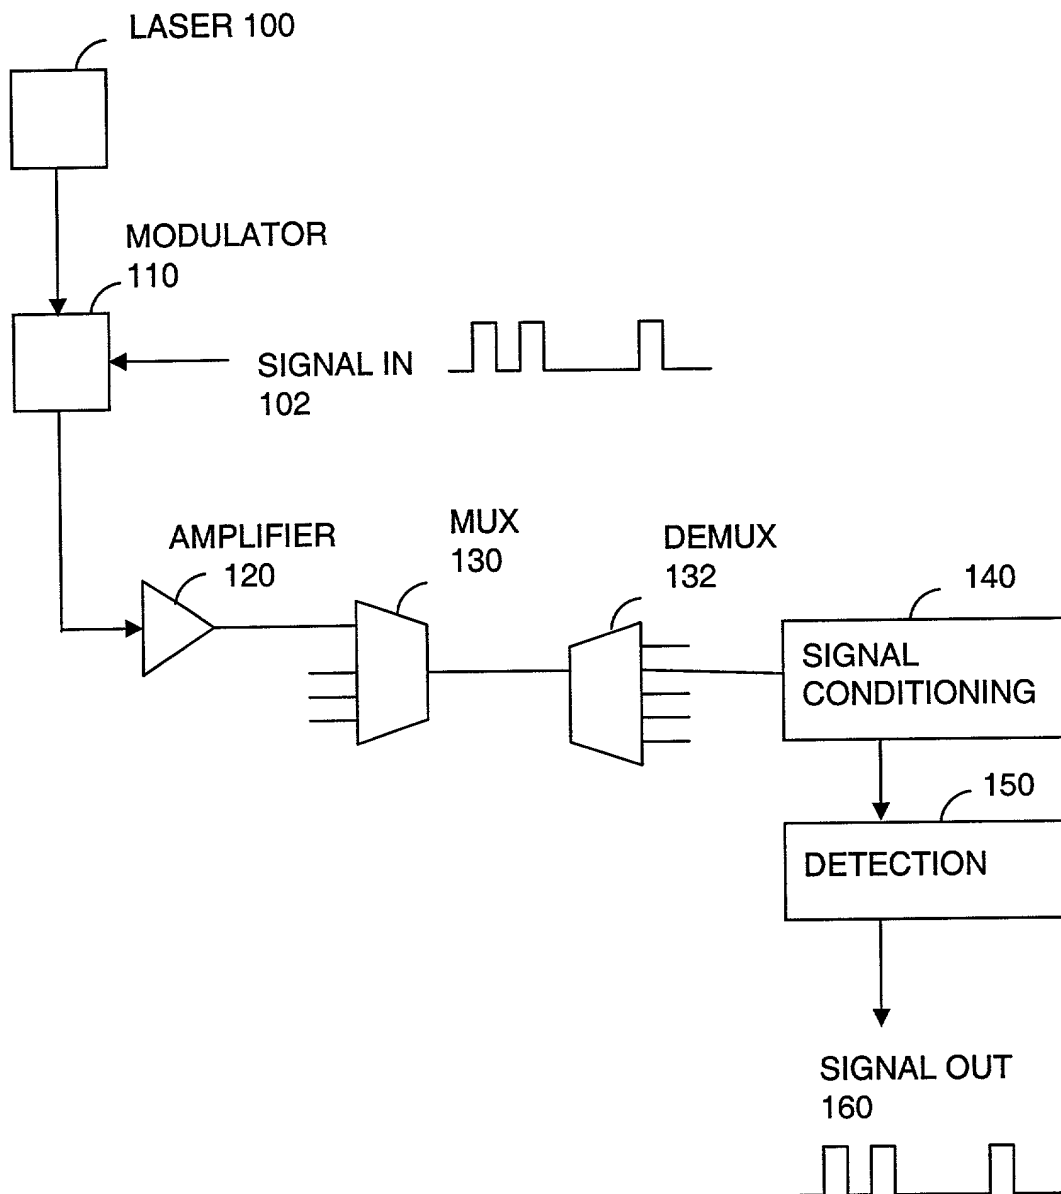 LASER 100
MODULATOR
110
SIGNAL IN
102
AMPLIFIER
120
MUX
130
DEMUX
132
140
SIGNAL
CONDITIONING
150
DETECTION
SIGNAL OUT
160